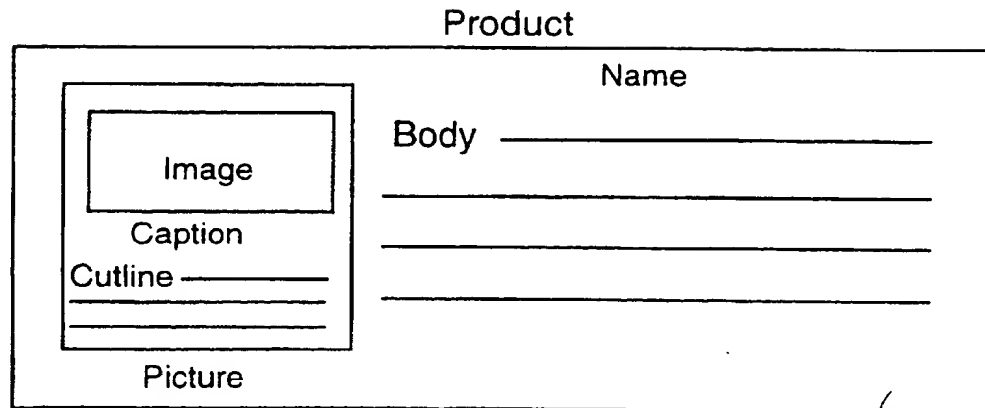 Product
Name
Image
Caption
Cutline
Picture
Body